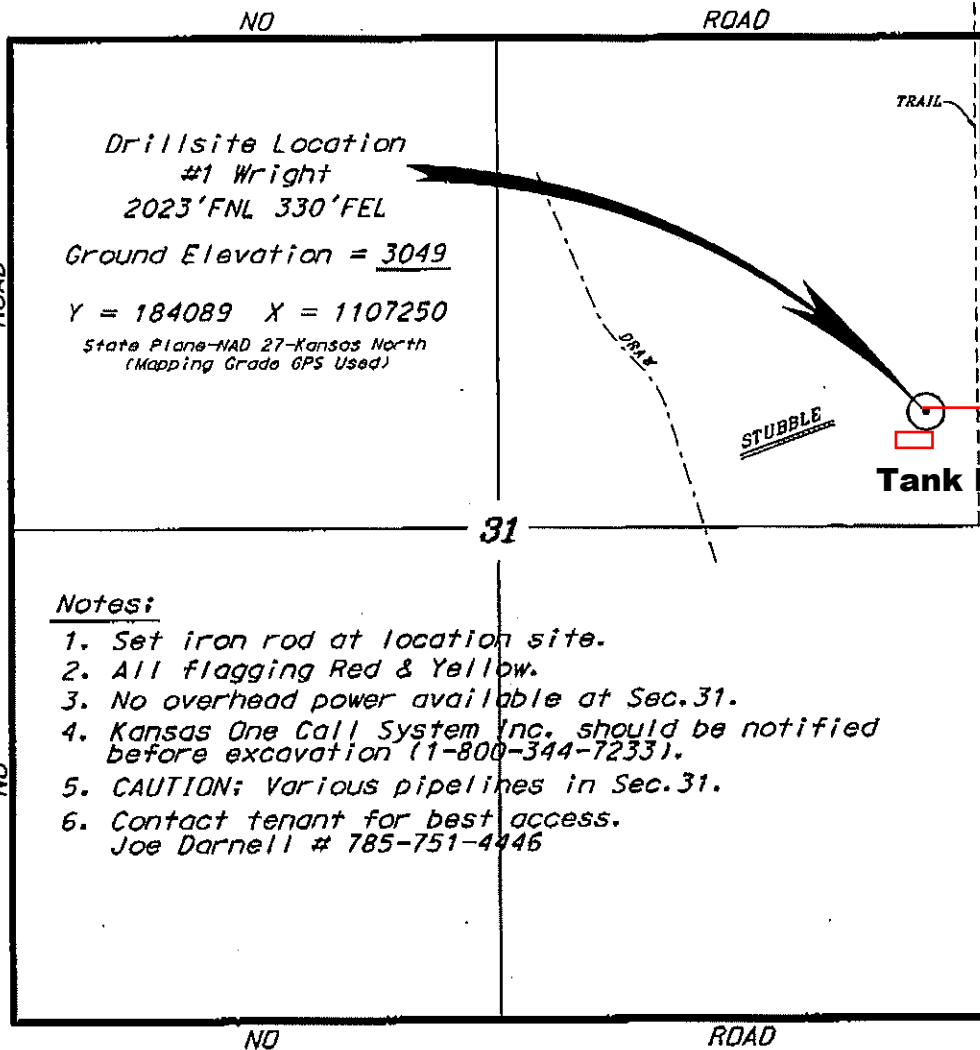 NO ROAD
TRAIL
Drillsite Location
#1 Wright
2023'FNL 330'FEL
Ground Elevation = 3049
Y = 184089 X = 1107250
State Plane-NAD 27-Kansas North
(Mapping Grade GPS Used)
ROAD
DRAW
STUBBLE
Tank
31
Notes:
1. Set iron rod at location site.
2. All flagging Red & Yellow.
3. No overhead power available at Sec.31.
4. Kansas One Call System Inc. should be notified
before excavation (1-800-344-7233).
5. CAUTION: Various pipelines in Sec.31.
6. Contact tenant for best access.
Joe Darnell # 785-751-4446
NO
NO ROAD